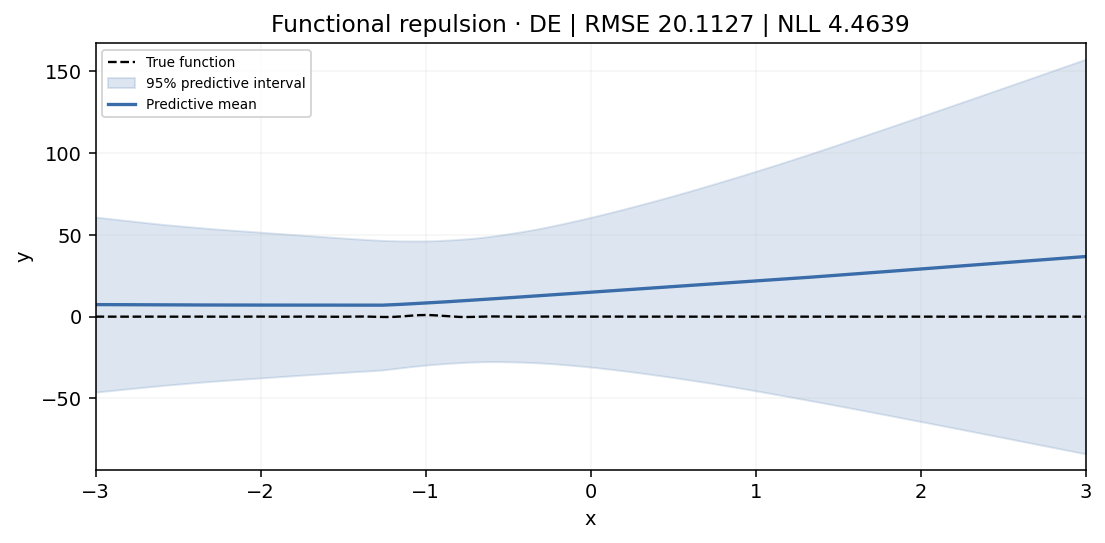 Functional repulsion · DE | RMSE 20.1127 | NLL 4.4639
True function
95% predictive interval
Predictive mean
150
100
50
0
−50
y
−3 −2 −1 0 1 2 3
x